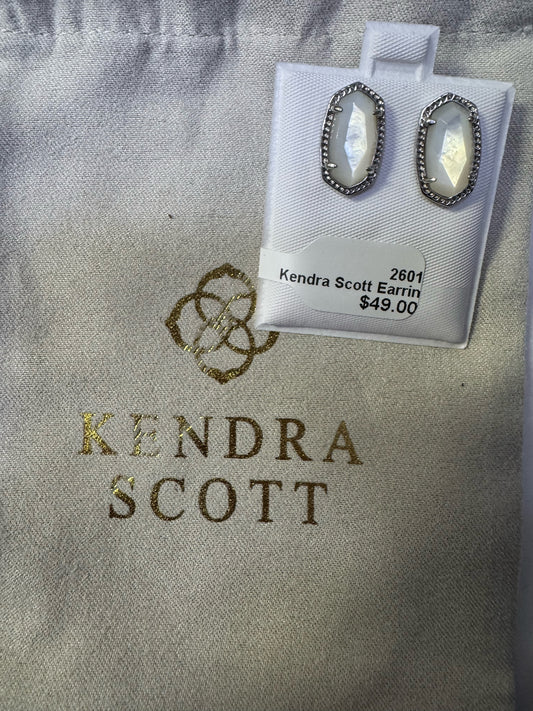 2601
Kendra Scott Earrin
$49.00
KENDRA
SCOTT